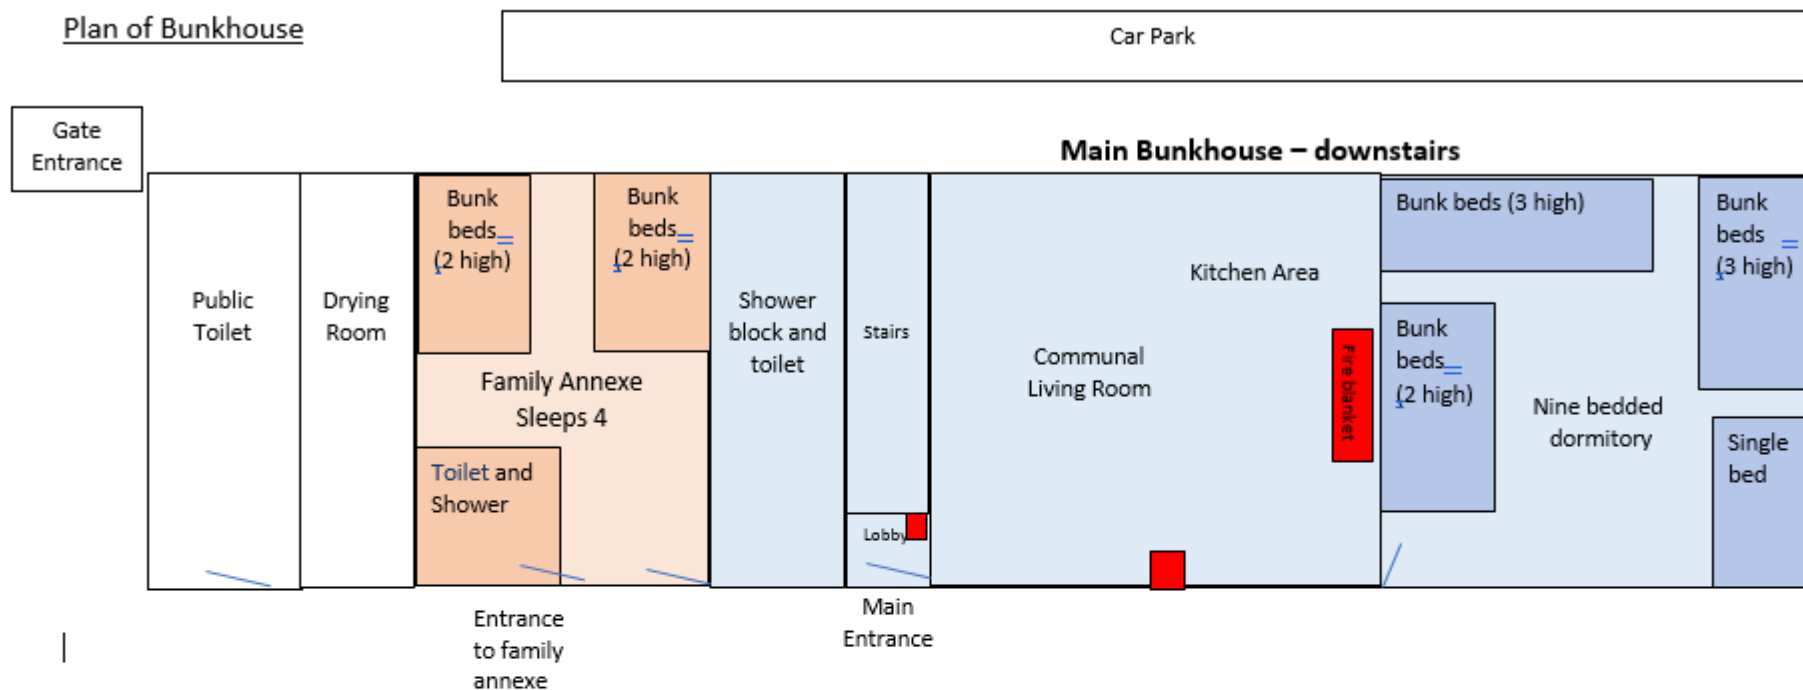 Plan of Bunkhouse
Car Park
Gate
Entrance
Main Bunkhouse – downstairs
Public
Toilet
Drying
Room
Bunk
beds
(2 high)
Bunk
beds
(2 high)
Family Annexe
Sleeps 4
Toilet and
Shower
Shower
block and
toilet
Stairs
Lobby
Kitchen Area
Communal
Living Room
Fire blanket
Bunk beds (3 high)
Bunk
beds
(2 high)
Bunk
beds
(3 high)
Nine bedded
dormitory
Single
bed
Entrance
to family
annexe
Main
Entrance